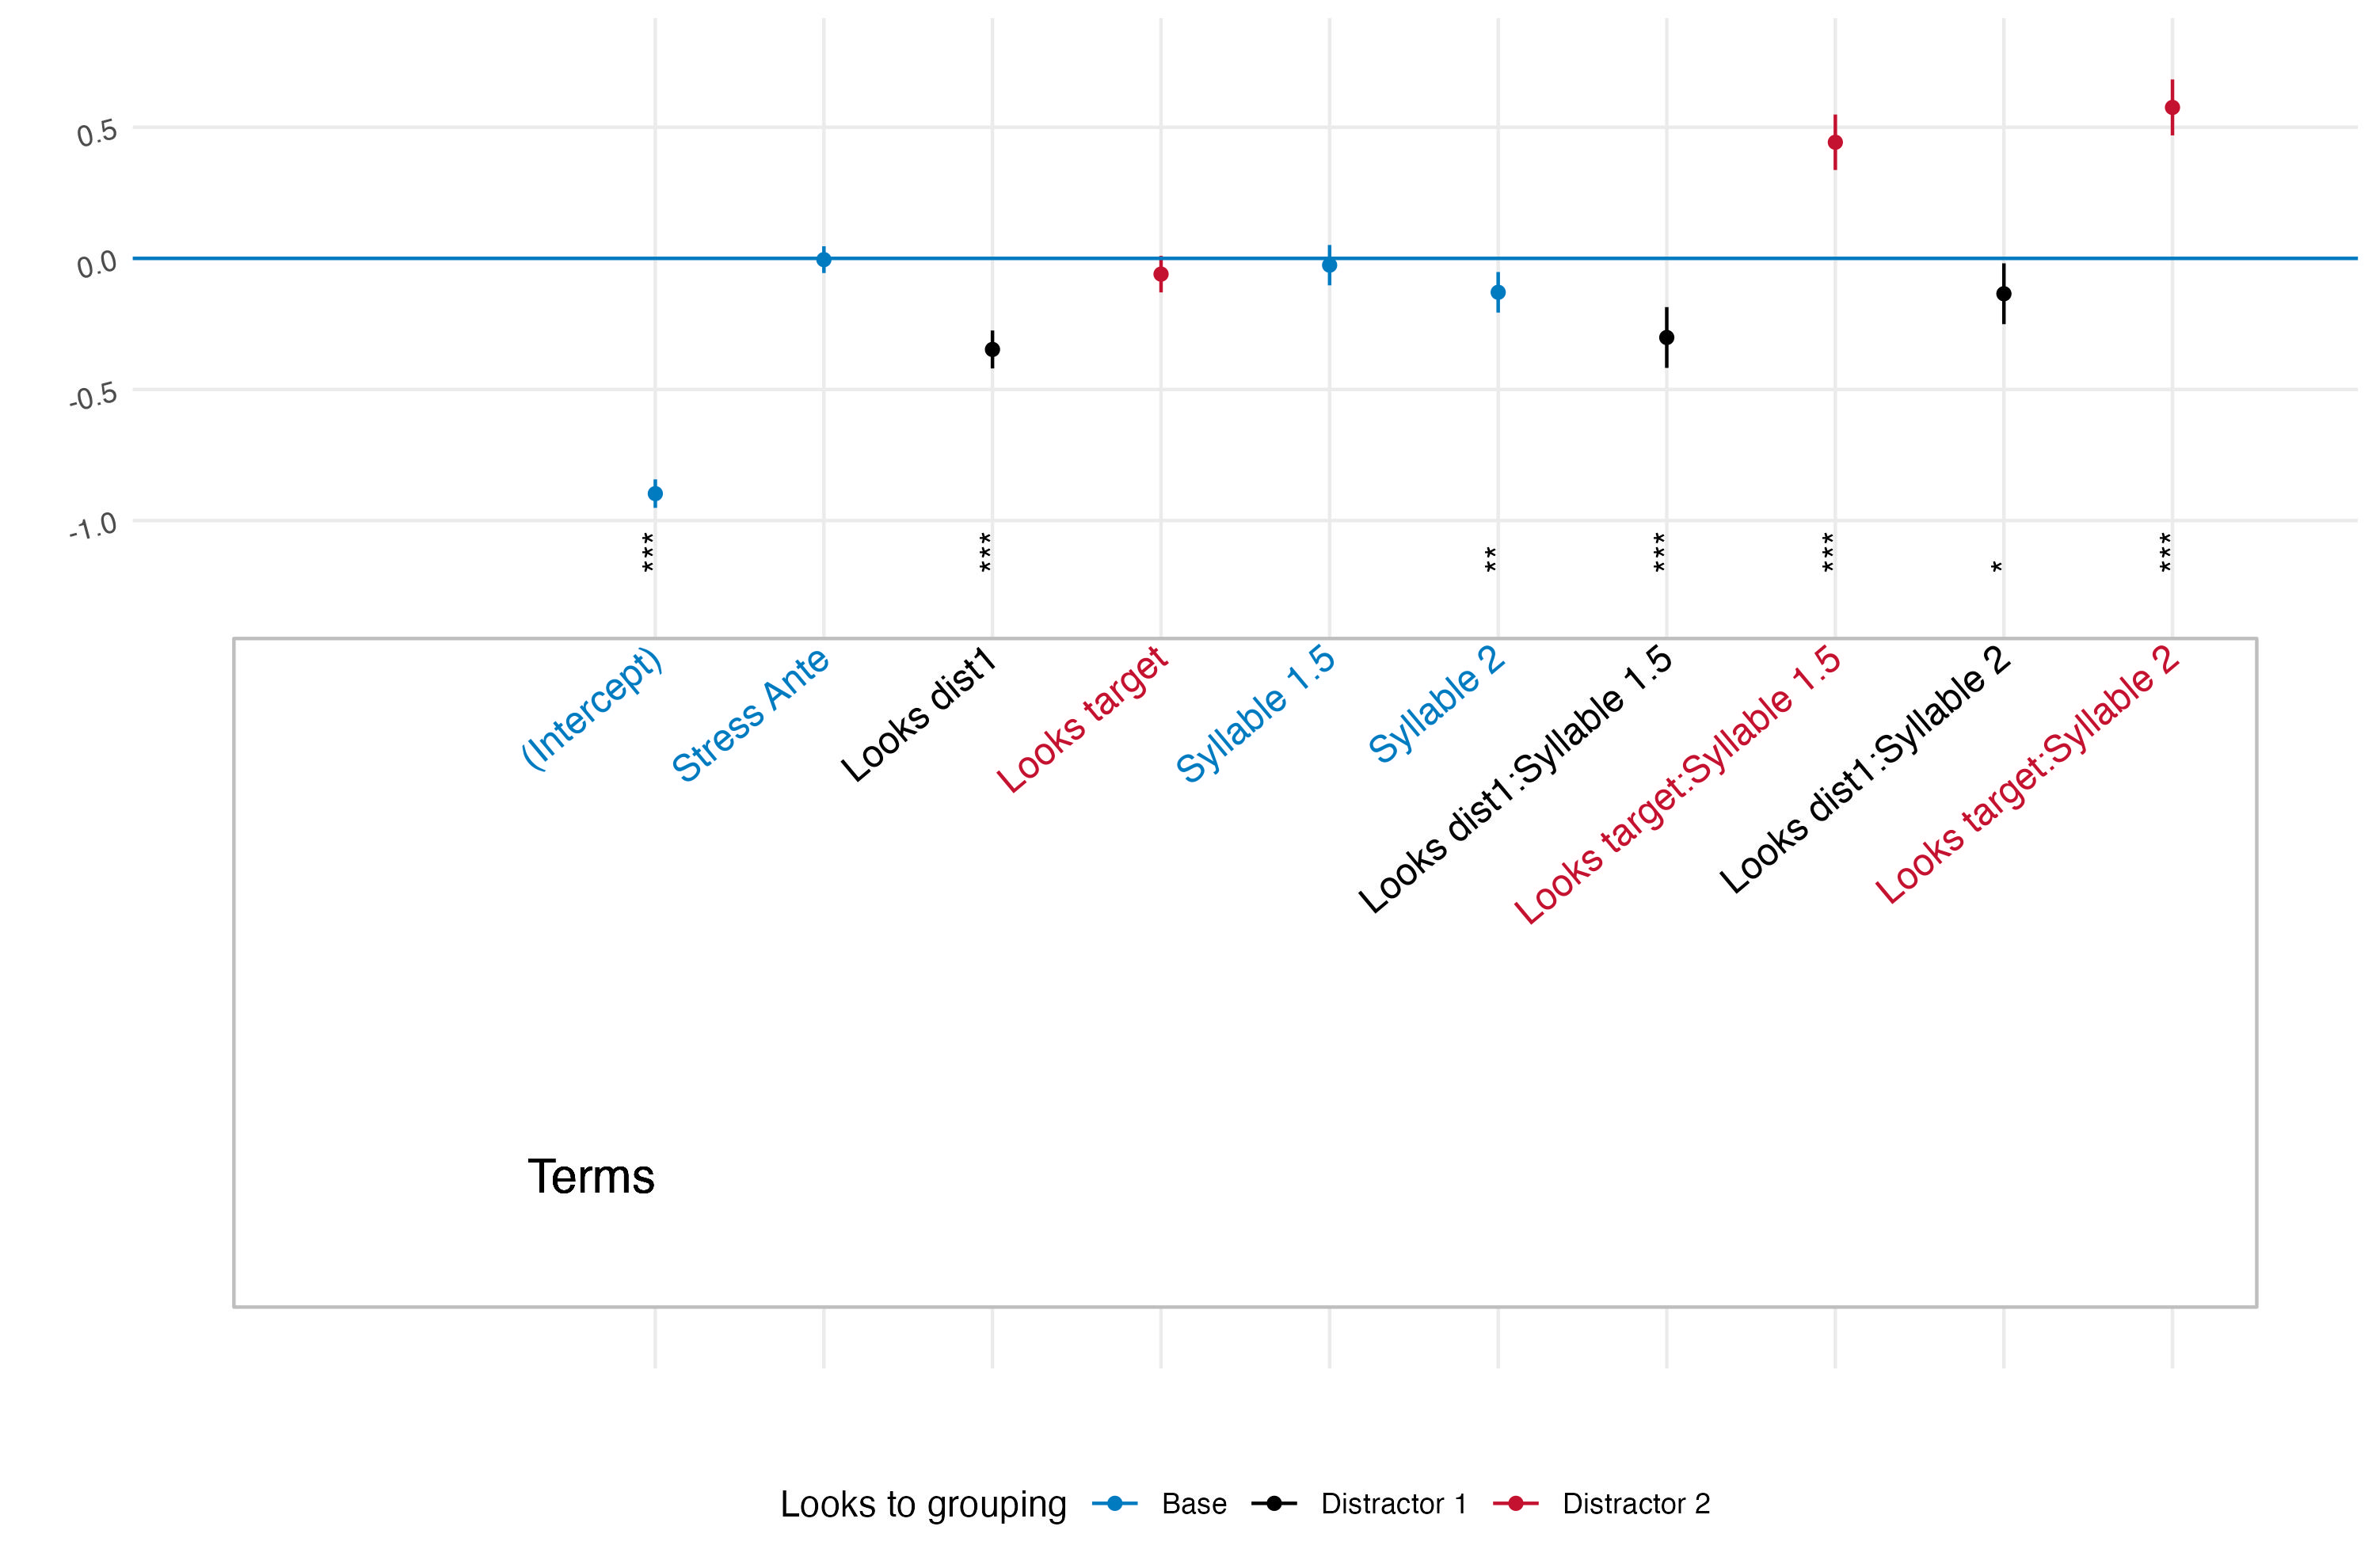 0.5
0.0
-0.5
-1.0
*** *** ** *** *** * ***
(Intercept)
Stress Ante
Looks dist1
Looks target
Syllable 1.5
Syllable 2
Looks dist1:Syllable 1.5
Looks target:Syllable 1.5
Looks dist1:Syllable 2
Looks target:Syllable 2
Terms
Looks to grouping Base Distractor 1 Distractor 2